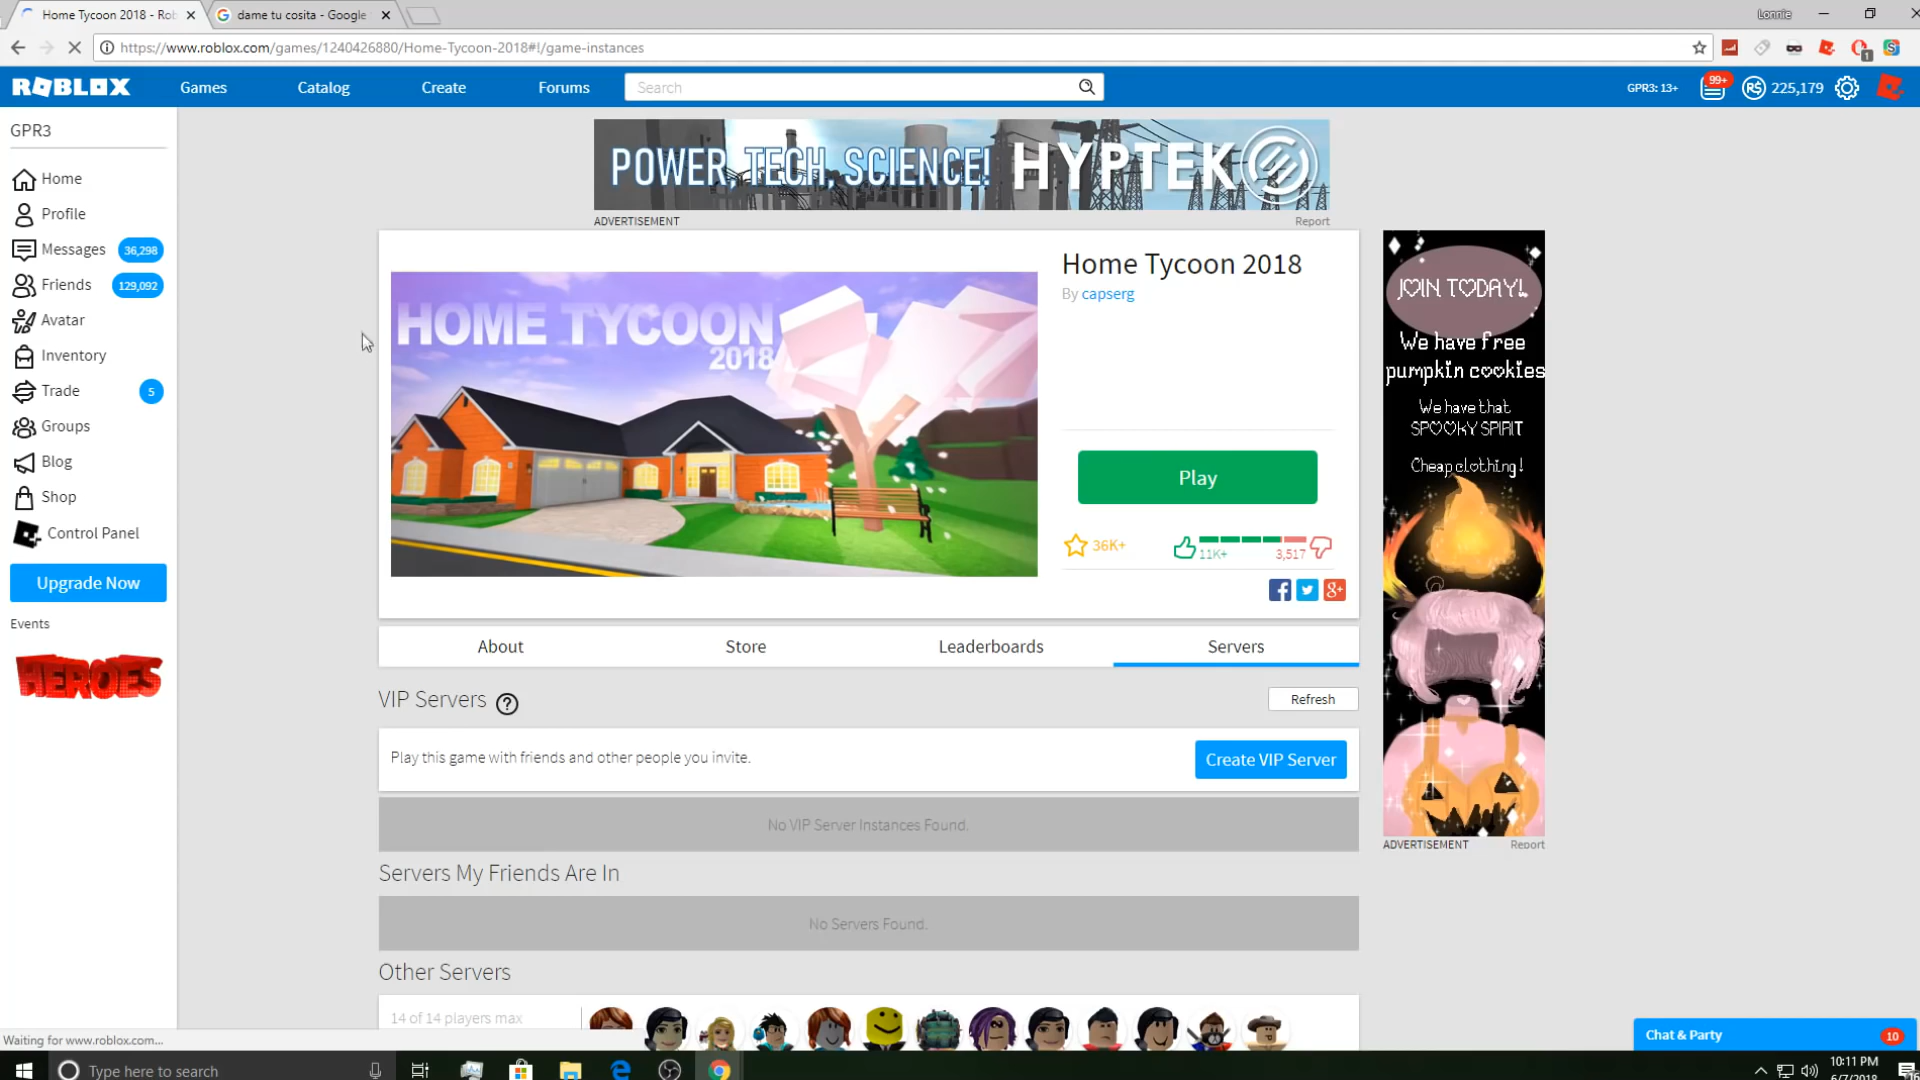 Home Tycoon 2018 - Rob
dame tu cosita - Google
Lonnie
https://www.roblox.com/games/1240426880/Home-Tycoon-2018#!/game-instances
1
ROBLOX
Games
Catalog
Create
Forums
Search
GPR3: 13+
99+
R$ 225,179
GPR3
Home
Profile
Messages 36,298
Friends 129,092
Avatar
Inventory
Trade 5
Groups
Blog
Shop
Control Panel
Upgrade Now
Events
HEROES
POWER, TECH, SCIENCE! HYPTEK
ADVERTISEMENT
Report
HOME TYCOON
2018
Home Tycoon 2018
By capserg
Play
36K+
11K+
3,517
About
Store
Leaderboards
Servers
VIP Servers ?
Refresh
Play this game with friends and other people you invite.
Create VIP Server
No VIP Server Instances Found.
Servers My Friends Are In
No Servers Found.
Other Servers
14 of 14 players max
JOIN TODAY!
We have free
pumpkin cookies
We have that
SPOOKY SPIRIT
Cheap clothing!
ADVERTISEMENT
Report
Waiting for www.roblox.com...
Chat & Party 10
Type here to search
10:11 PM
6/7/2018